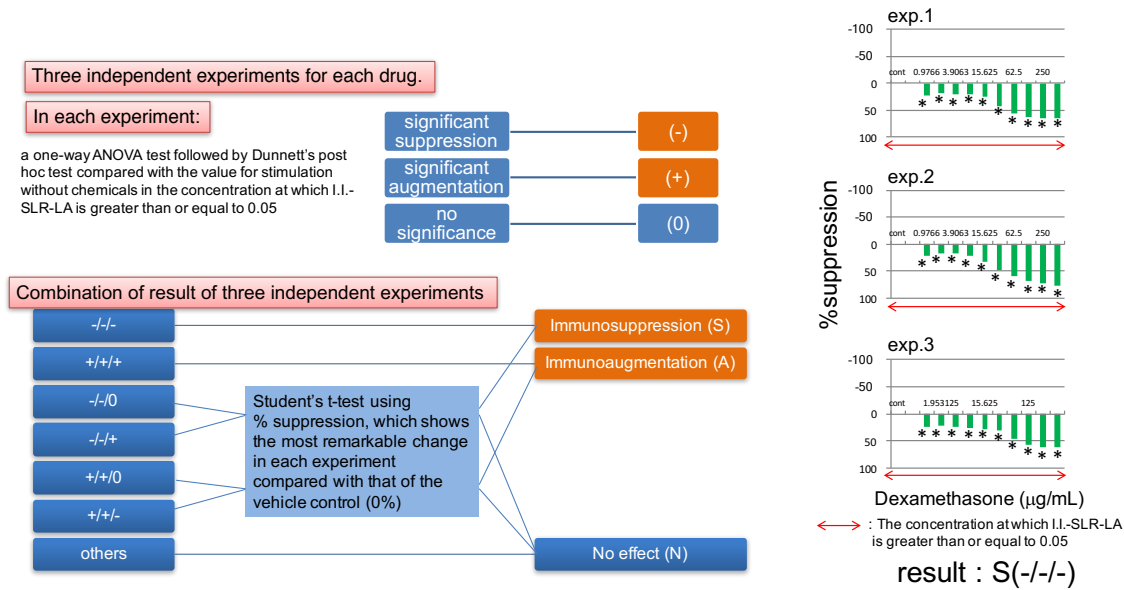 Three independent experiments for each drug.
In each experiment:
a one-way ANOVA test followed by Dunnett's post
hoc test compared with the value for stimulation
without chemicals in the concentration at which I.I.-
SLR-LA is greater than or equal to 0.05
significant
suppression
(-)
significant
augmentation
(+)
no
significance
(0)
Combination of result of three independent experiments
-/-/-
+/+/+
-/-/0
-/-/+
+/+/0
+/+/-
others
Student's t-test using
% suppression, which shows
the most remarkable change
in each experiment
compared with that of the
vehicle control (0%)
Immunosuppression (S)
Immunoaugmentation (A)
No effect (N)
%suppression
exp.1
-100
-50
cont 0.9766 3.9063 15.625 62.5 250
0
50
* * * * * * * * * *
100
exp.2
-100
-50
cont 0.9766 3.9063 15.625 62.5 250
0
50
* * * * * * * * * *
100
exp.3
-100
-50
cont 1.953125 15.625 125
0
50
* * * * * * * * * *
100
Dexamethasone (μg/mL)
: The concentration at which I.I.-SLR-LA
is greater than or equal to 0.05
result : S(-/-/-)